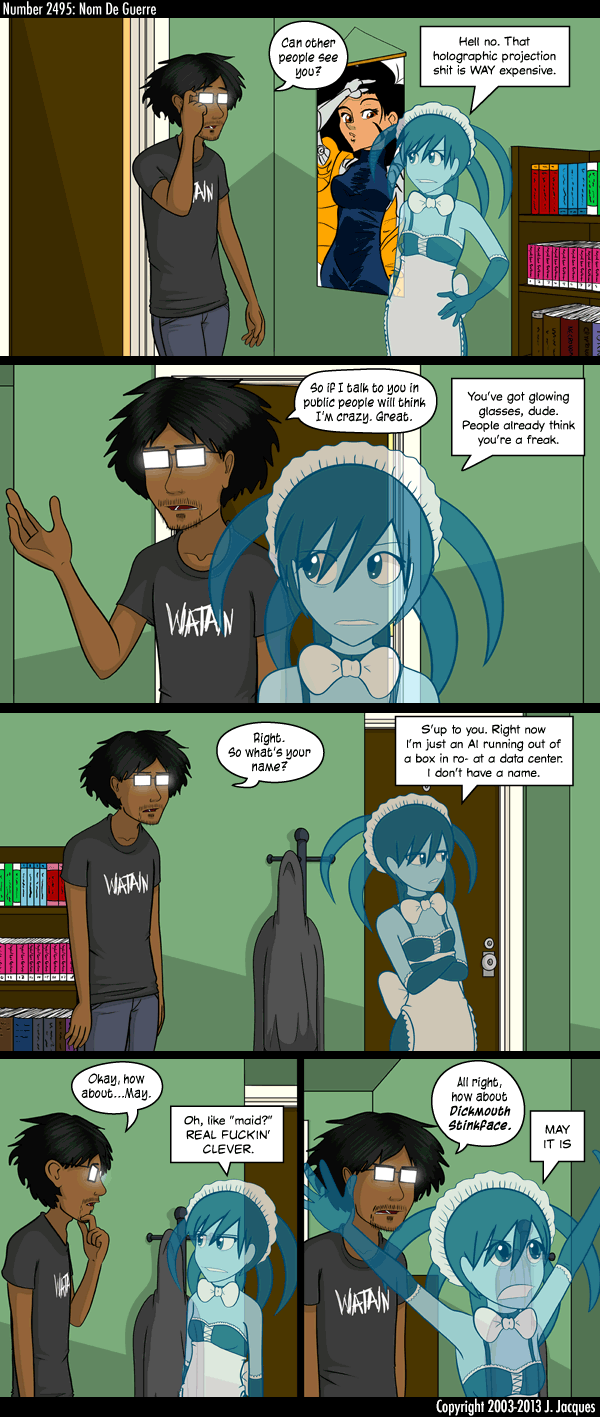 Number 2495: Nom De Guerre
Can other
people see
you?
Hell no. That
holographic projection
shit is WAY expensive.
WATAIN
So if I talk to you in
public people will think
I'm crazy. Great.
You've got glowing
glasses, dude.
People already think
you're a freak.
WATAIN
Right.
So what's your
name?
S'up to you. Right now
I'm just an AI running out of
a box in ro- at a data center.
I don't have a name.
WATAIN
Okay, how
about...May.
Oh, like "maid?"
REAL FUCKIN'
CLEVER.
WATAIN
All right,
how about
Dickmouth
Stinkface.
MAY
IT IS
WATAIN
Copyright 2003-2013 J. Jacques